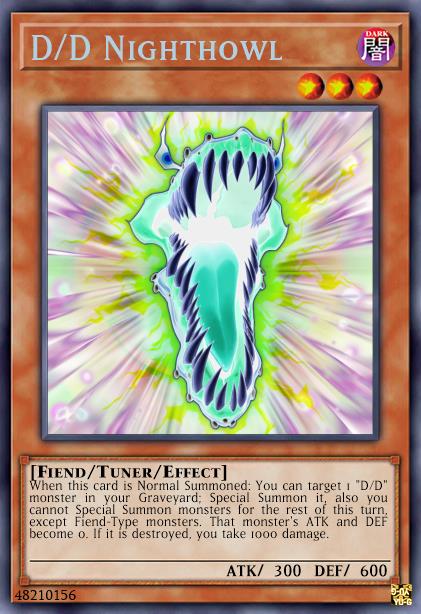 D/D Nighthowl
DARK
闇
[Fiend/Tuner/Effect]
When this card is Normal Summoned: You can target 1 "D/D"
monster in your Graveyard; Special Summon it, also you
cannot Special Summon monsters for the rest of this turn,
except Fiend-Type monsters. That monster's ATK and DEF
become 0. If it is destroyed, you take 1000 damage.
ATK/ 300 DEF/ 600
48210156